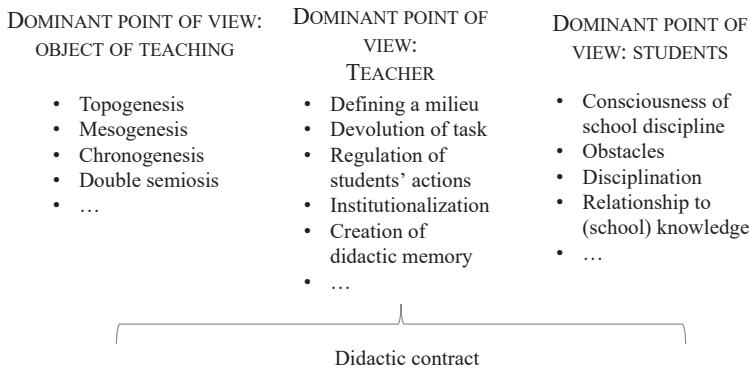 DOMINANT POINT OF VIEW:
OBJECT OF TEACHING
• Topogenesis
• Mesogenesis
• Chronogenesis
• Double semiosis
• …
DOMINANT POINT OF
VIEW:
TEACHER
• Defining a milieu
• Devolution of task
• Regulation of
students’ actions
• Institutionalization
• Creation of
didactic memory
• …
DOMINANT POINT OF
VIEW: STUDENTS
• Consciousness of
school discipline
• Obstacles
• Disciplination
• Relationship to
(school) knowledge
• …
Didactic contract